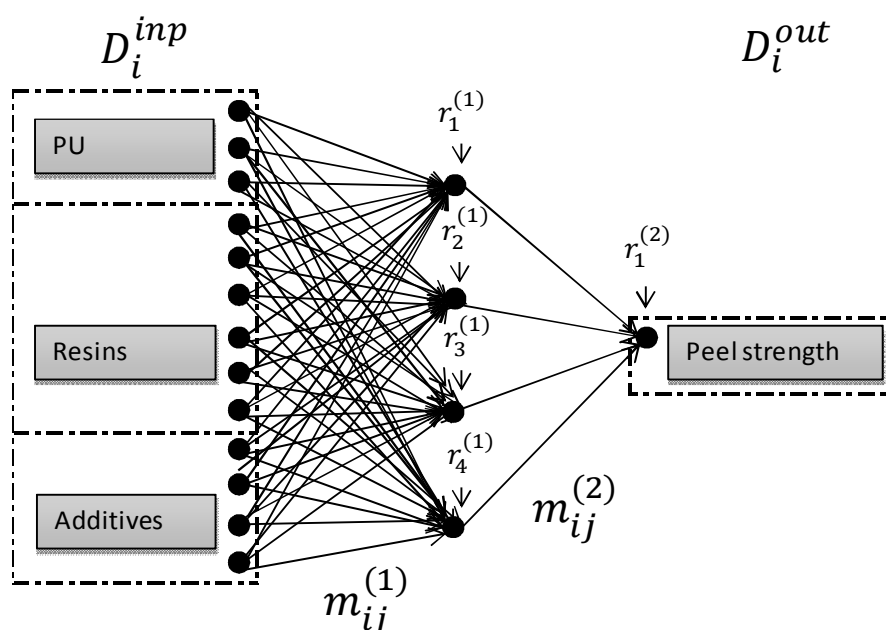 D_i^{inp}
D_i^{out}
PU
Resins
Additives
r_1^{(1)}
r_2^{(1)}
r_3^{(1)}
r_4^{(1)}
r_1^{(2)}
Peel strength
m_{ij}^{(1)}
m_{ij}^{(2)}